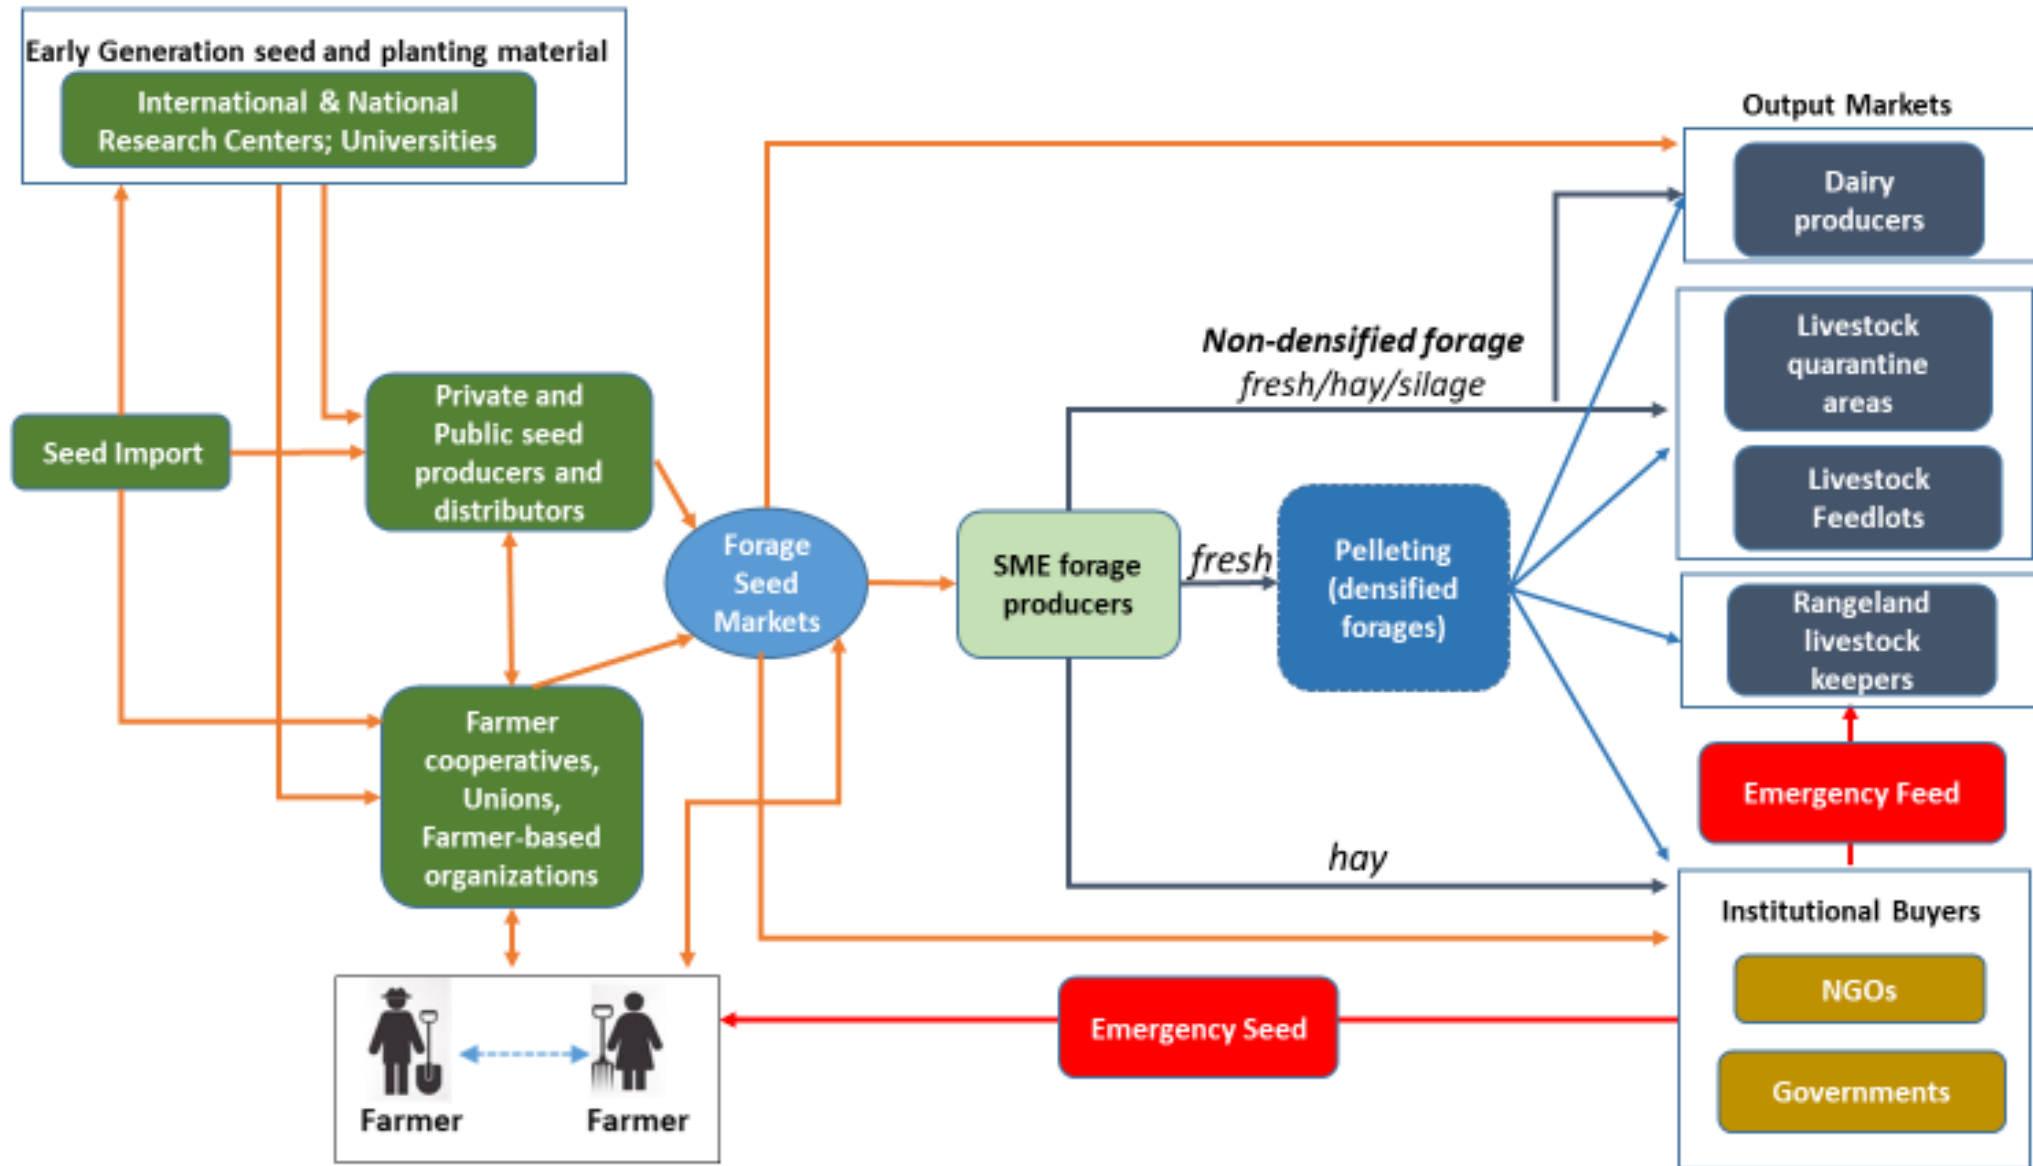 Early Generation seed and planting material
International & National
Research Centers; Universities
Output Markets
Dairy
producers
Livestock
quarantine
areas
Livestock
Feedlots
Rangeland
livestock
keepers
Non-densified forage
fresh/hay/silage
Private and
Public seed
producers and
distributors
Seed Import
Forage
Seed
Markets
SME forage
producers
fresh
Pelleting
(densified
forages)
Farmer
cooperatives,
Unions,
Farmer-based
organizations
hay
Emergency Feed
Institutional Buyers
NGOs
Governments
Emergency Seed
Farmer
Farmer